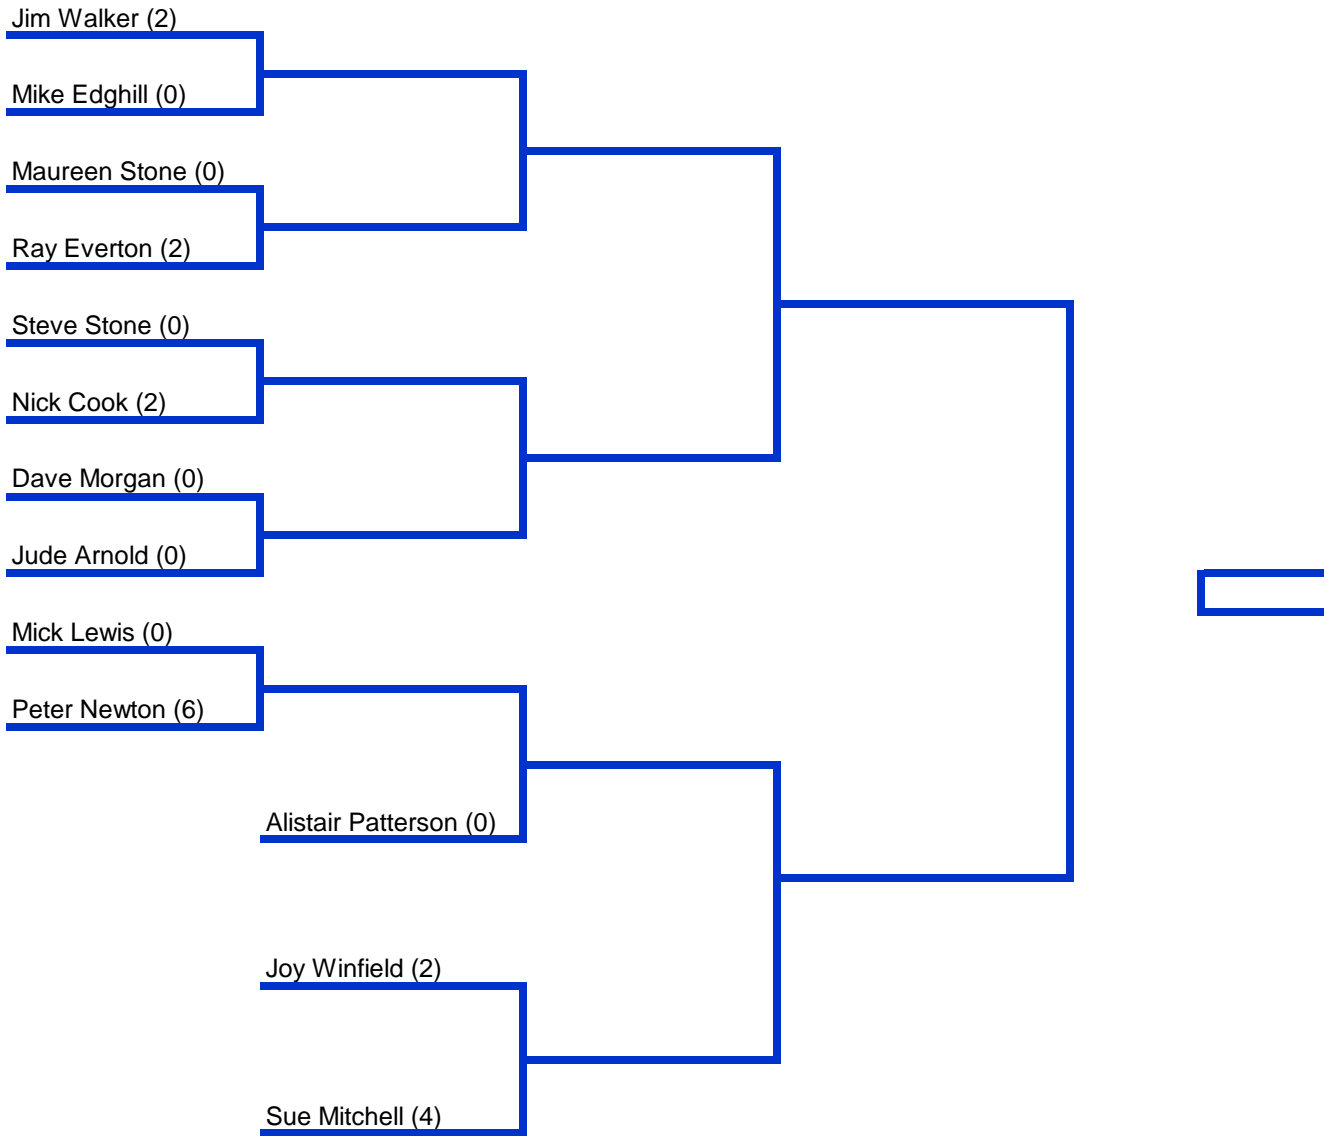 Jim Walker (2)
Mike Edghill (0)
Maureen Stone (0)
Ray Everton (2)
Steve Stone (0)
Nick Cook (2)
Dave Morgan (0)
Jude Arnold (0)
Mick Lewis (0)
Peter Newton (6)
Alistair Patterson (0)
Joy Winfield (2)
Sue Mitchell (4)